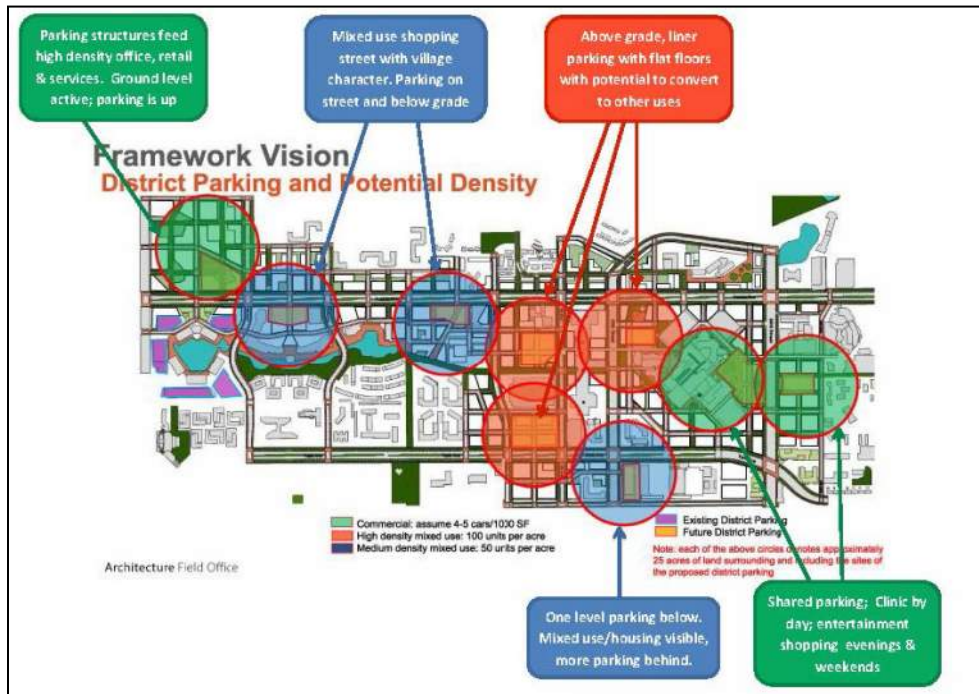 Parking structures feed
high density office, retail
& services. Ground level
active; parking is up
Mixed use shopping
street with village
character. Parking on
street and below grade
Above grade, liner
parking with flat floors
with potential to convert
to other uses
Framework Vision
District Parking and Potential Density
Commercial: assume 4-5 cars/1000 SF
High density mixed use: 100 units per acre
Medium density mixed use: 50 units per acre
Existing District Parking
Future District Parking
Note: each of the above circles denotes approximately
25 acres of land surrounding and including the sites of
the proposed district parking
Architecture Field Office
One level parking below.
Mixed use/housing visible,
more parking behind.
Shared parking; Clinic by
day; entertainment
shopping evenings &
weekends